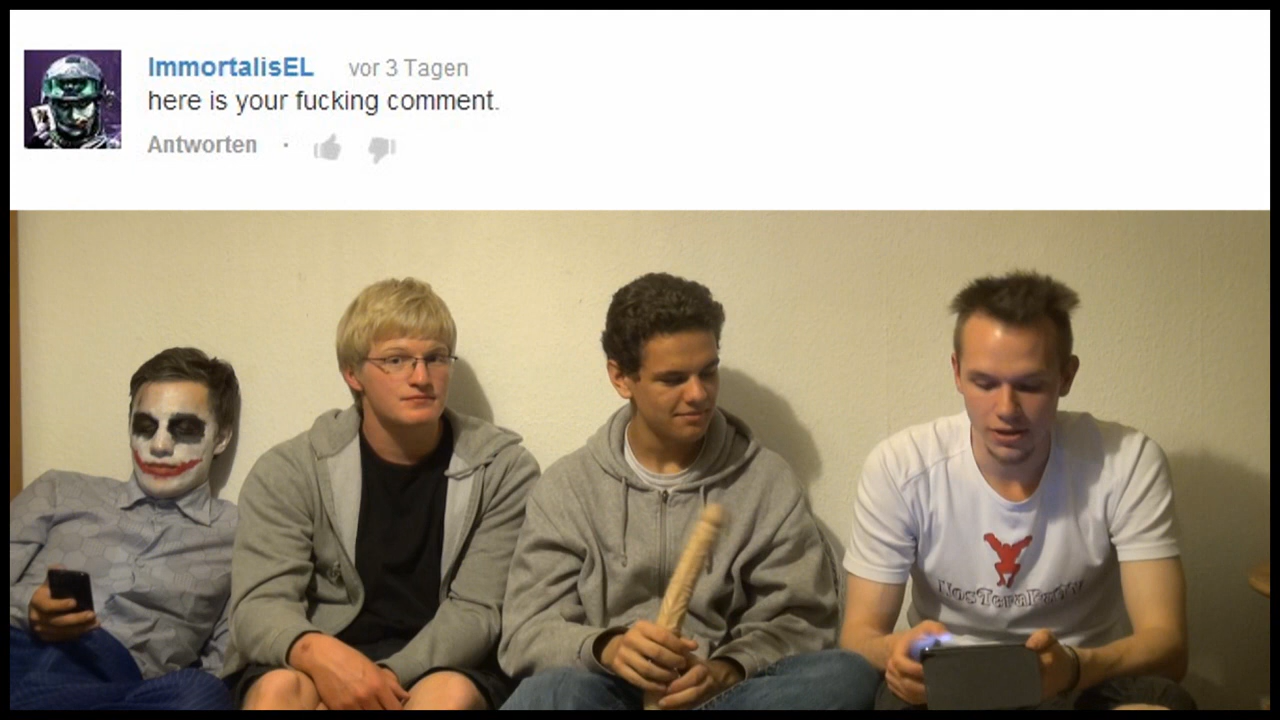 ImmortalisEL vor 3 Tagen
here is your fucking comment.
Antworten ·